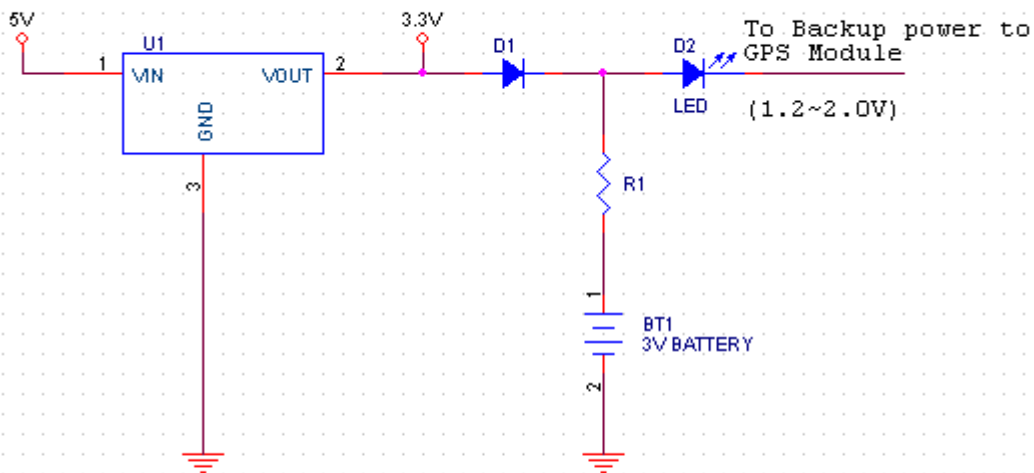 5V
3.3V
To Backup power to
GPS Module
U1
D1
D2
1
VIN
VOUT
2
GND
LED
(1.2~2.0V)
3
R1
1
BT1
3V BATTERY
2